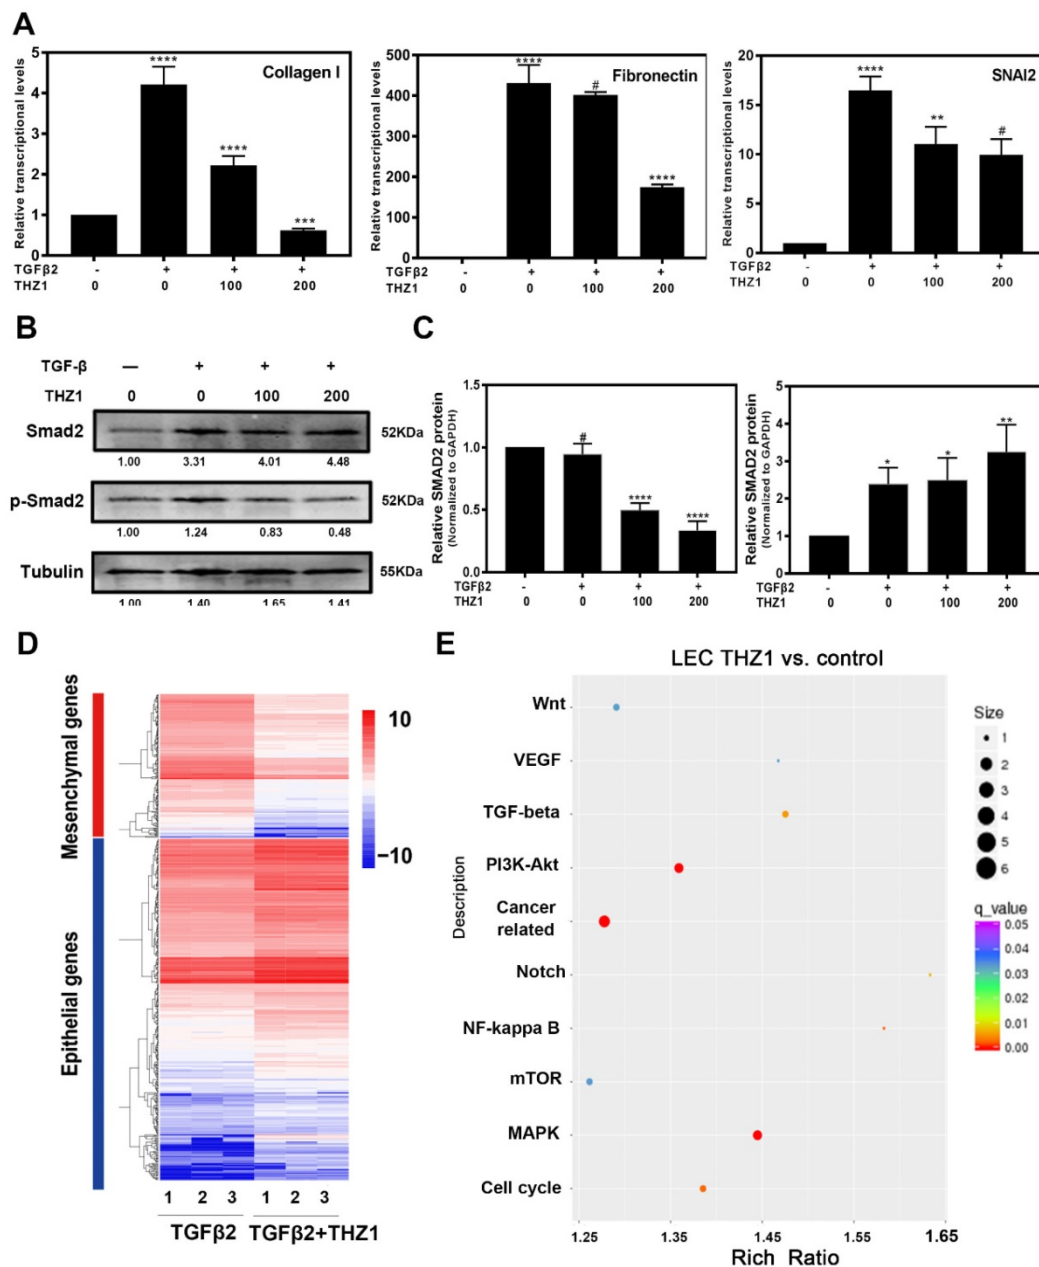 A
Relative transcriptional levels
5
4
3
2
1
0
Collagen I
****
****
***
TGFβ2 - + + +
THZ1 0 0 100 200
Relative transcriptional levels
500
400
300
200
100
0
Fibronectin
****
#
****
TGFβ2 - + + +
THZ1 0 0 100 200
Relative transcriptional levels
20
15
10
5
0
SNAI2
****
**
#
TGFβ2 - + + +
THZ1 0 0 100 200
B
TGF-β — + + +
THZ1 0 0 100 200
Smad2 52KDa
1.00 3.31 4.01 4.48
p-Smad2 52KDa
1.00 1.24 0.83 0.48
Tubulin 55KDa
1.00 1.40 1.65 1.41
C
Relative SMAD2 protein
(Normalized to GAPDH)
1.5
1.0
0.5
0.0
#
****
****
TGFβ2 - + + +
THZ1 0 0 100 200
Relative SMAD2 protein
(Normalized to GAPDH)
5
4
3
2
1
0
*
*
**
TGFβ2 - + + +
THZ1 0 0 100 200
D
Mesenchymal genes
Epithelial genes
10
−10
1 2 3 1 2 3
TGFβ2 TGFβ2+THZ1
E
LEC THZ1 vs. control
Description
Wnt
VEGF
TGF-beta
PI3K-Akt
Cancer
related
Notch
NF-kappa B
mTOR
MAPK
Cell cycle
1.25 1.35 1.45 1.55 1.65
Rich Ratio
Size
1
2
3
4
5
6
q_value
0.05
0.04
0.03
0.02
0.01
0.00